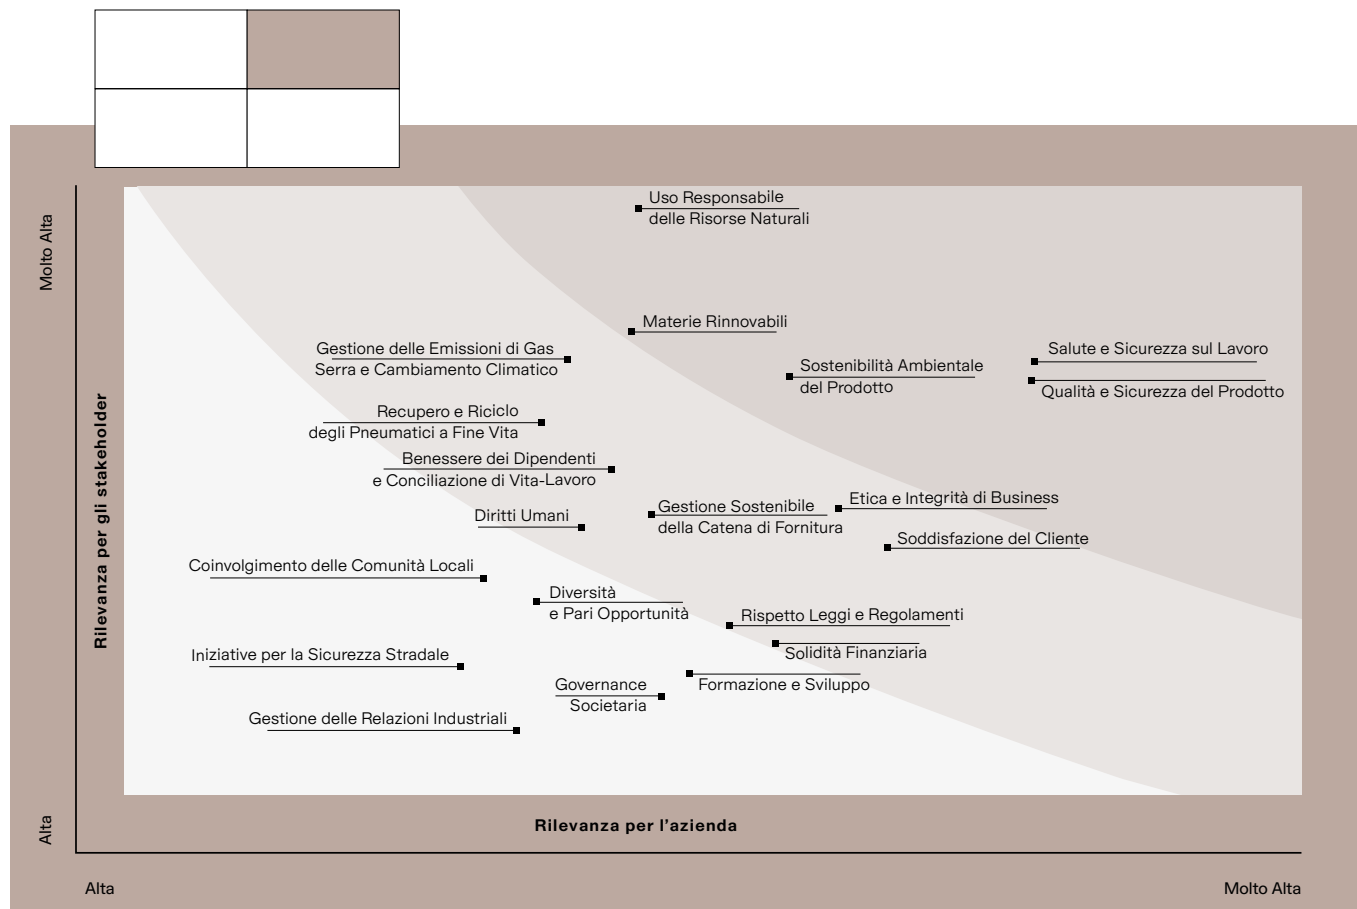 Uso Responsabile
delle Risorse Naturali
Molto Alta
Materie Rinnovabili
Gestione delle Emissioni di Gas
Serra e Cambiamento Climatico
Sostenibilità Ambientale
del Prodotto
Salute e Sicurezza sul Lavoro
Qualità e Sicurezza del Prodotto
Recupero e Riciclo
degli Pneumatici a Fine Vita
Benessere dei Dipendenti
e Conciliazione di Vita-Lavoro
Rilevanza per gli stakeholder
Gestione Sostenibile
della Catena di Fornitura
Etica e Integrità di Business
Diritti Umani
Soddisfazione del Cliente
Coinvolgimento delle Comunità Locali
Diversità
e Pari Opportunità
Rispetto Leggi e Regolamenti
Solidità Finanziaria
Iniziative per la Sicurezza Stradale
Governance
Societaria
Formazione e Sviluppo
Gestione delle Relazioni Industriali
Alta
Rilevanza per l’azienda
Alta
Molto Alta